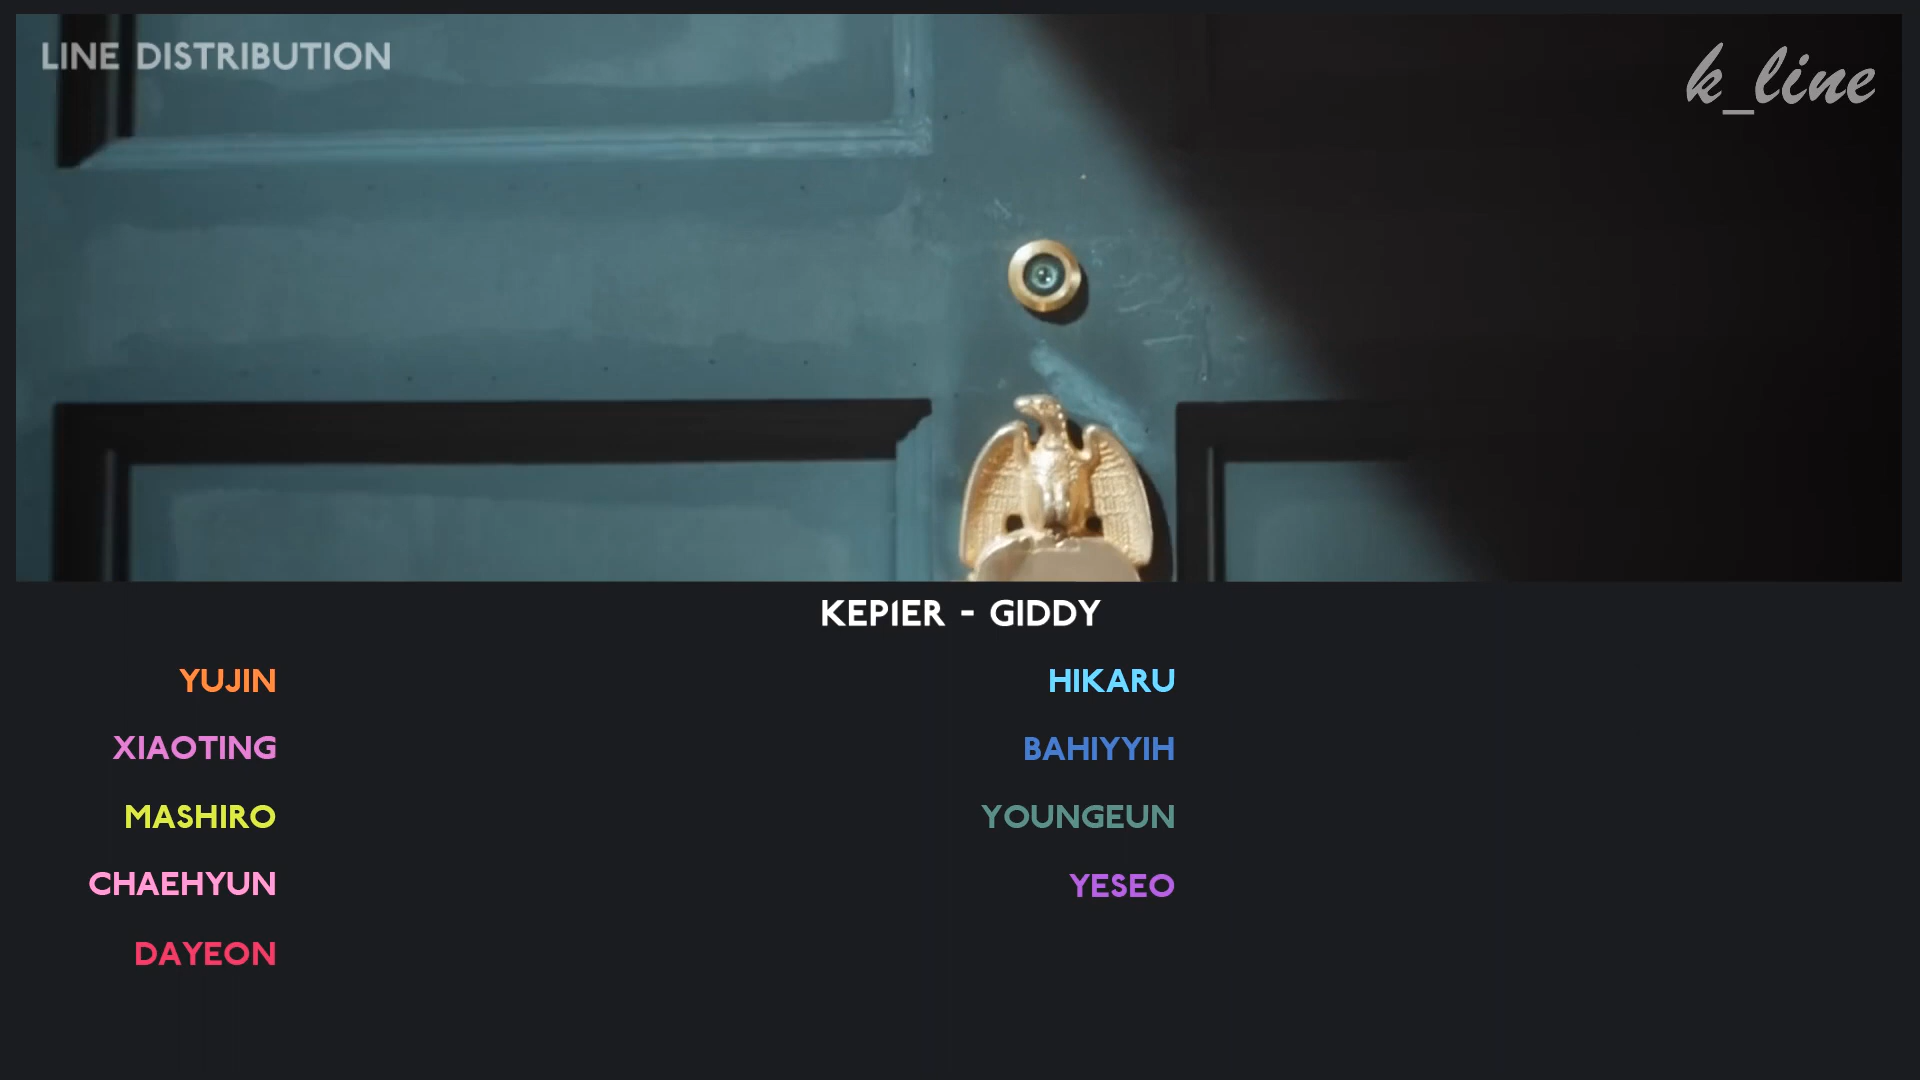 LINE DISTRIBUTION
k_line
KEP1ER - GIDDY
YUJIN
XIAOTING
MASHIRO
CHAEHYUN
DAYEON
HIKARU
BAHIYYIH
YOUNGEUN
YESEO